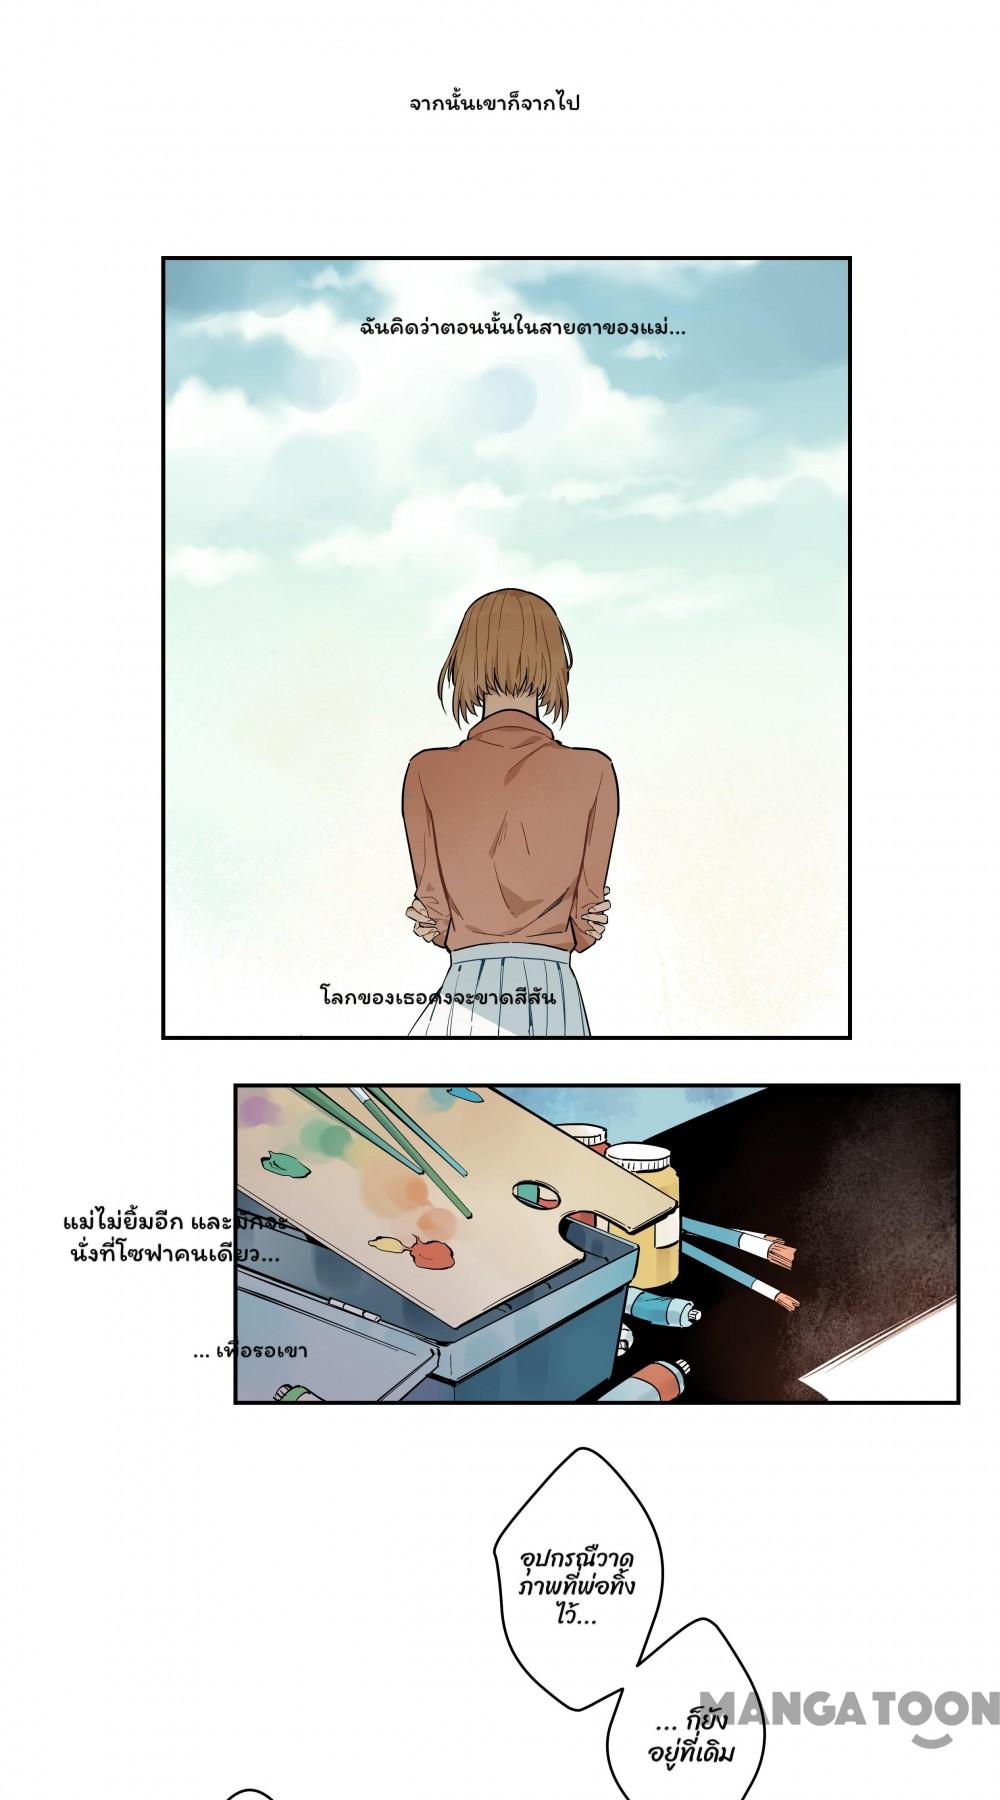 จากนั้นเขาก็จากไป
ฉันคิดว่าตอนนั้นในสายตาของแม่...
โลกของเธอคงจะขาดสีสัน
แม่ไม่ยิ้มอีก และมักจะ
นั่งที่โซฟาคนเดียว...
... เพื่อรอเขา
อุปกรณ์วาด
ภาพที่พ่อทิ้ง
ไว้...
... ก็ยัง
อยู่ที่เดิม
MANGATOON